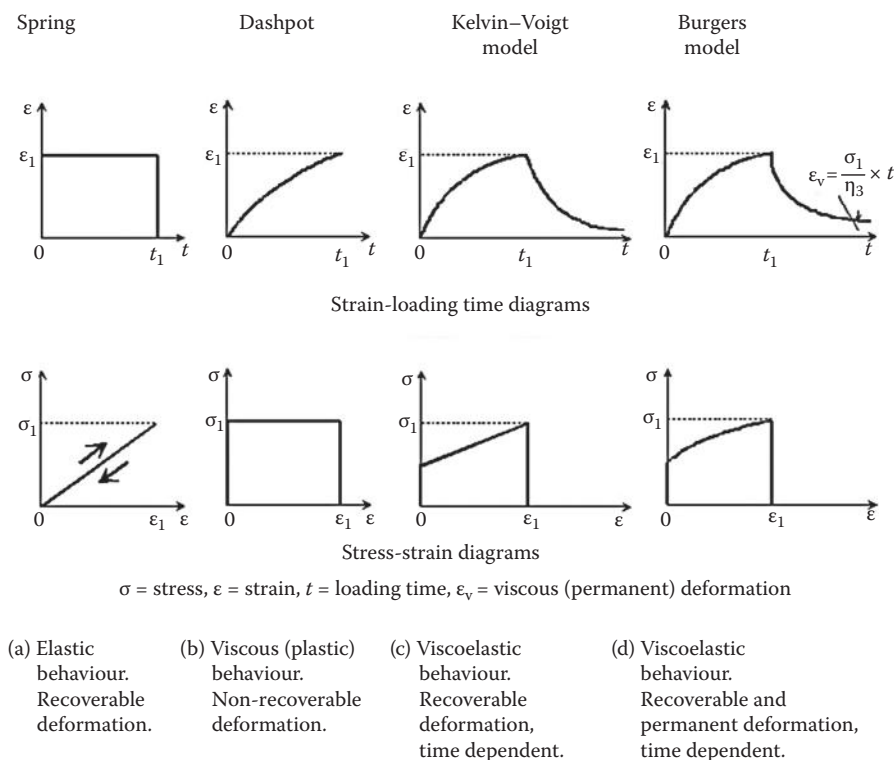 Spring Dashpot Kelvin–Voigt model Burgers model
ε ε ε ε
ε₁ ε₁ ε₁ ε₁ εᵥ = σ₁/η₃ × t
0 t₁ t 0 t₁ t 0 t₁ t 0 t₁ t
Strain-loading time diagrams
σ σ σ σ
σ₁ σ₁ σ₁ σ₁
0 ε₁ ε 0 ε₁ ε 0 ε₁ ε 0 ε₁ ε
Stress-strain diagrams
σ = stress, ε = strain, t = loading time, εᵥ = viscous (permanent) deformation
(a) Elastic
behaviour.
Recoverable
deformation.
(b) Viscous (plastic)
behaviour.
Non-recoverable
deformation.
(c) Viscoelastic
behaviour.
Recoverable
deformation,
time dependent.
(d) Viscoelastic
behaviour.
Recoverable and
permanent deformation,
time dependent.